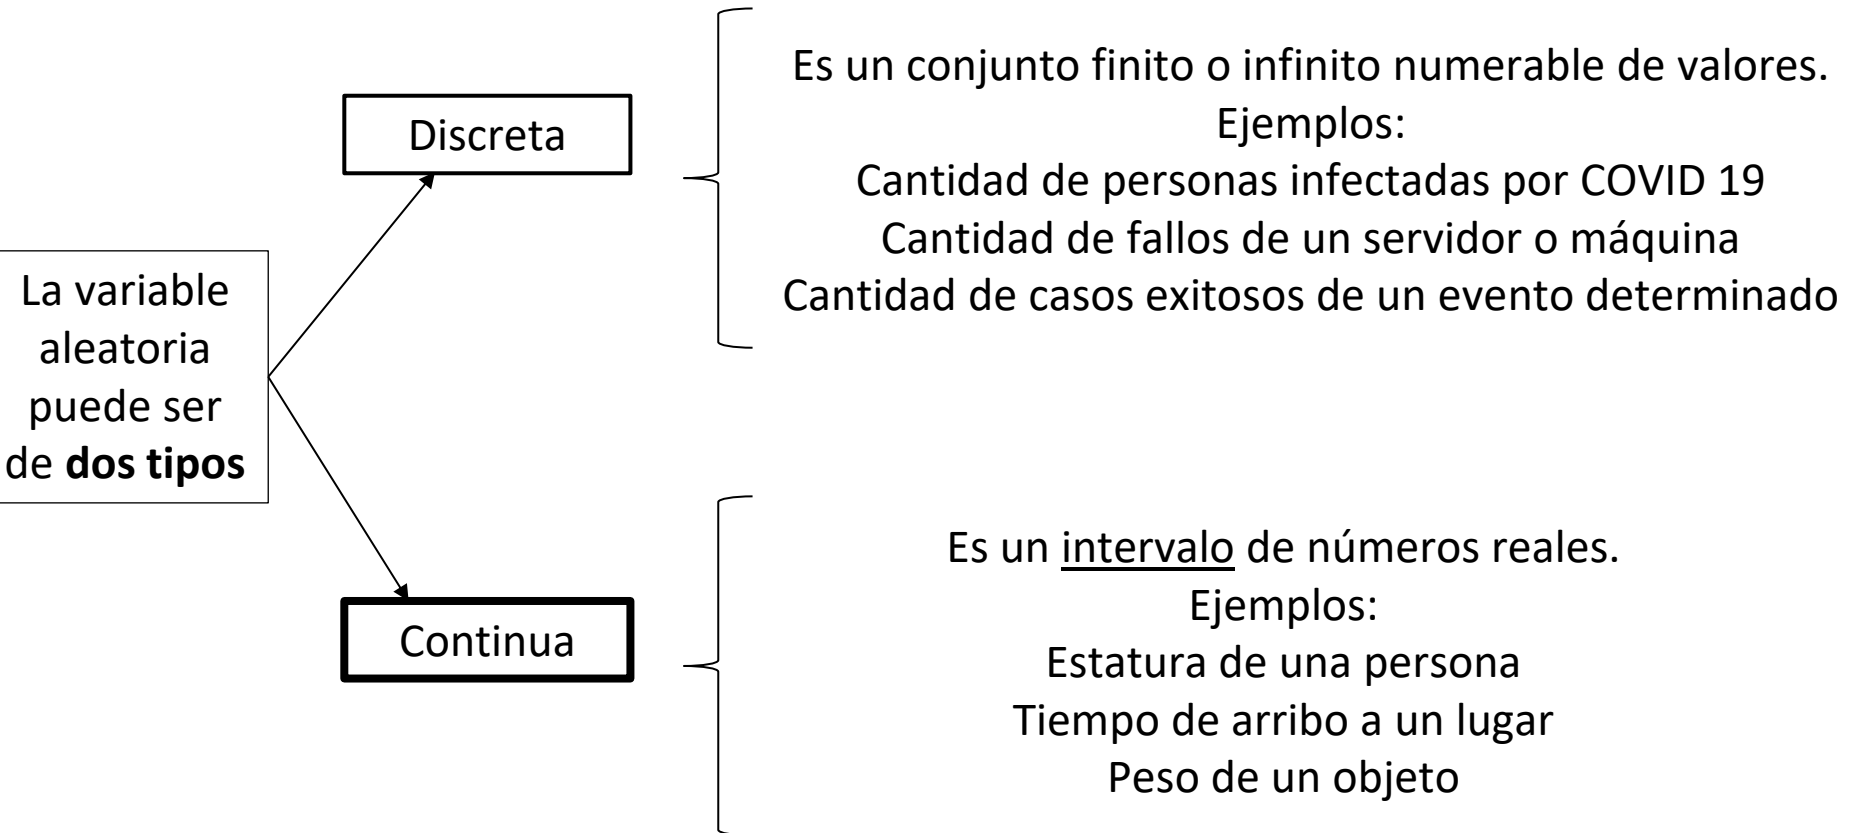 La variable
aleatoria
puede ser
de dos tipos
Discreta
Es un conjunto finito o infinito numerable de valores.
Ejemplos:
Cantidad de personas infectadas por COVID 19
Cantidad de fallos de un servidor o máquina
Cantidad de casos exitosos de un evento determinado
Continua
Es un intervalo de números reales.
Ejemplos:
Estatura de una persona
Tiempo de arribo a un lugar
Peso de un objeto